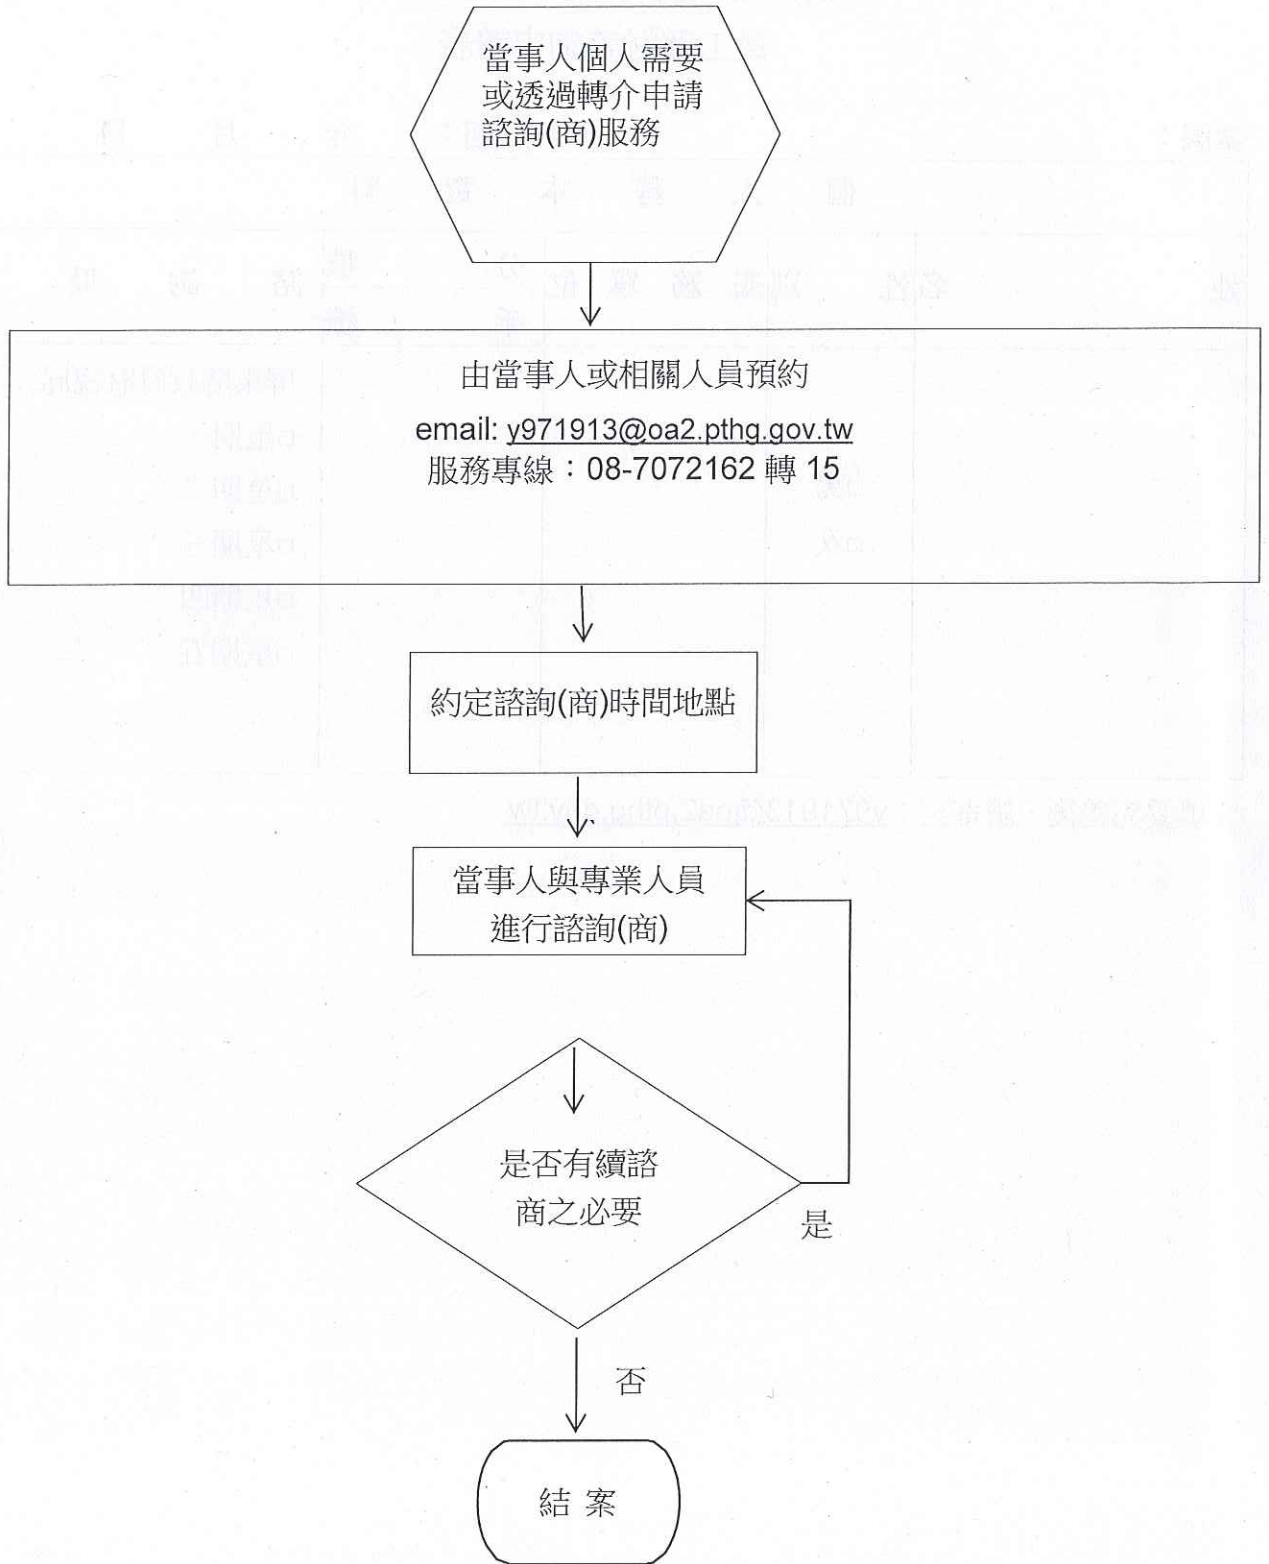 當事人個人需要
或透過轉介申請
諮詢(商)服務
由當事人或相關人員預約
email: y971913@oa2.pthg.gov.tw
服務專線：08-7072162 轉 15
約定諮詢(商)時間地點
當事人與專業人員
進行諮詢(商)
是否有續諮
商之必要
是
否
結 案